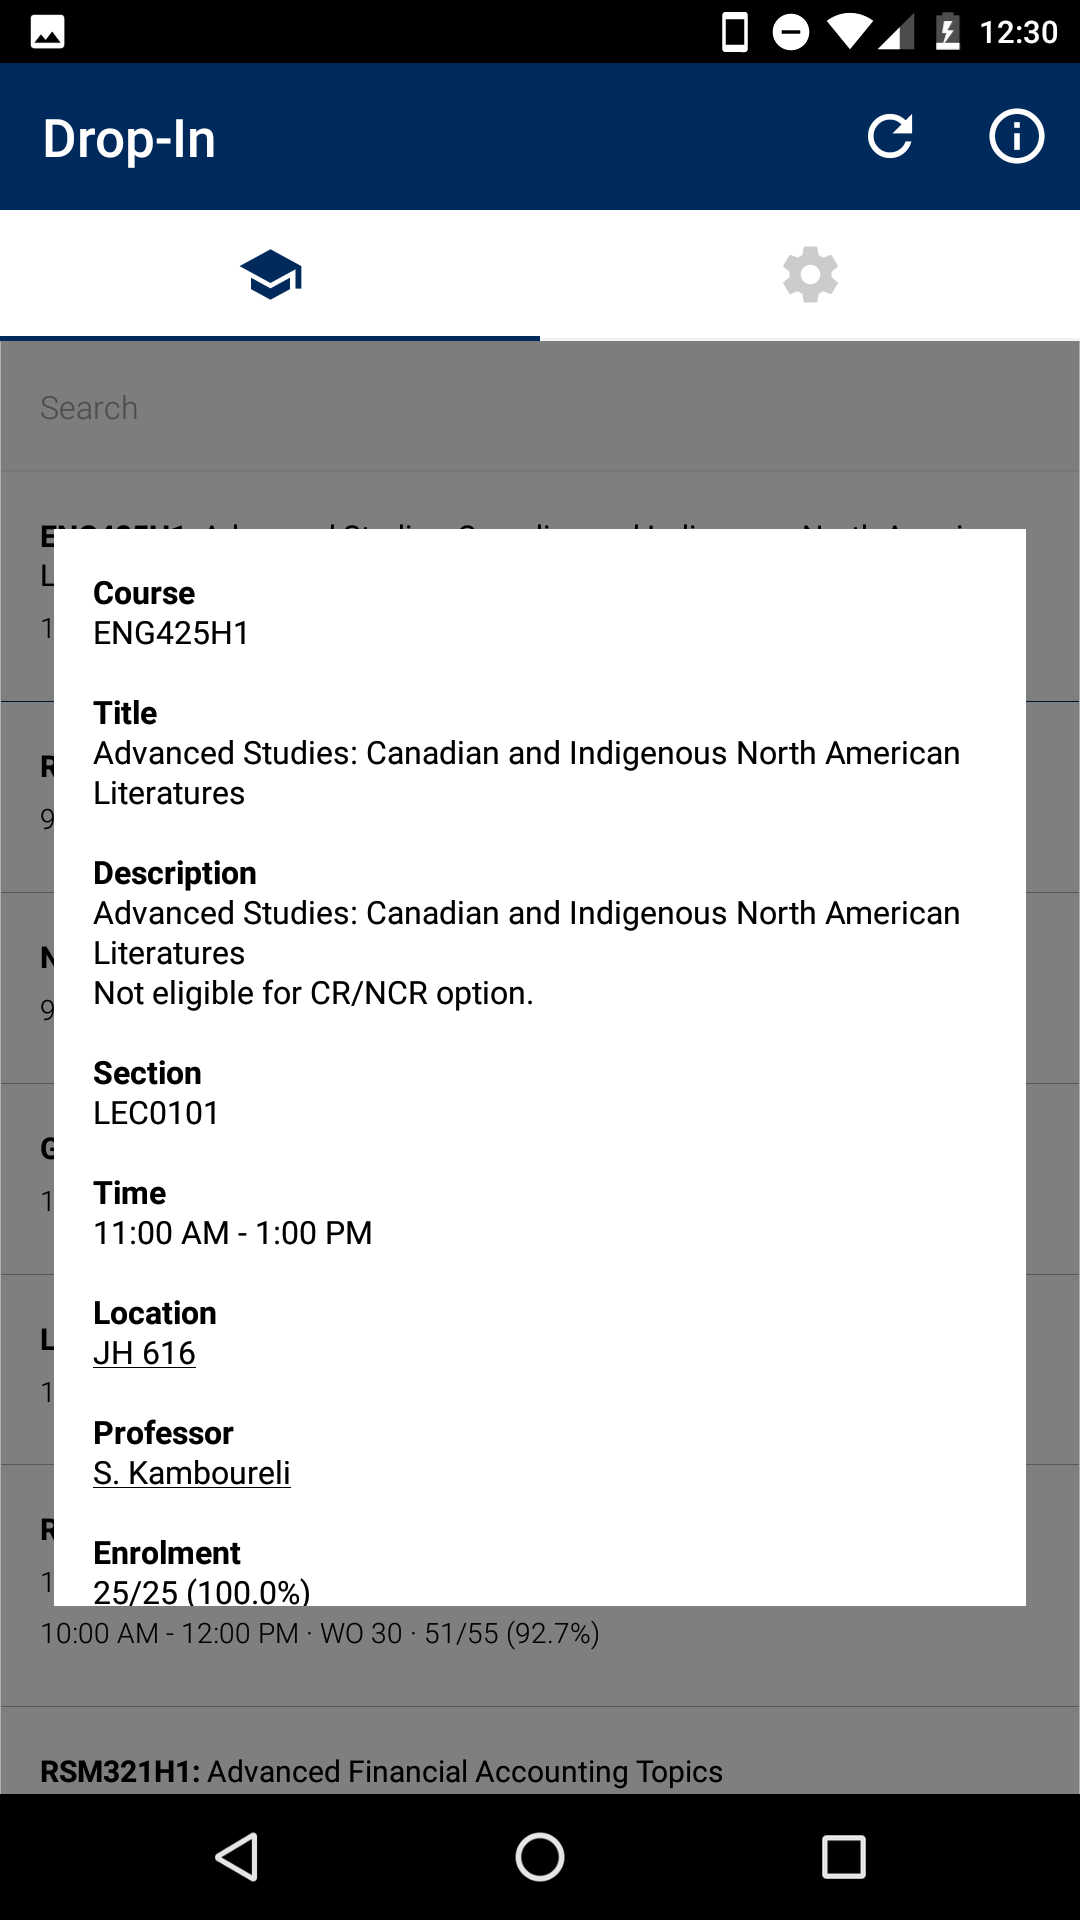 12:30
Drop-In
Search
Course
ENG425H1
Title
Advanced Studies: Canadian and Indigenous North American
Literatures
Description
Advanced Studies: Canadian and Indigenous North American
Literatures
Not eligible for CR/NCR option.
Section
LEC0101
Time
11:00 AM - 1:00 PM
Location
JH 616
Professor
S. Kamboureli
Enrolment
25/25 (100.0%)
10:00 AM - 12:00 PM · WO 30 · 51/55 (92.7%)
RSM321H1: Advanced Financial Accounting Topics